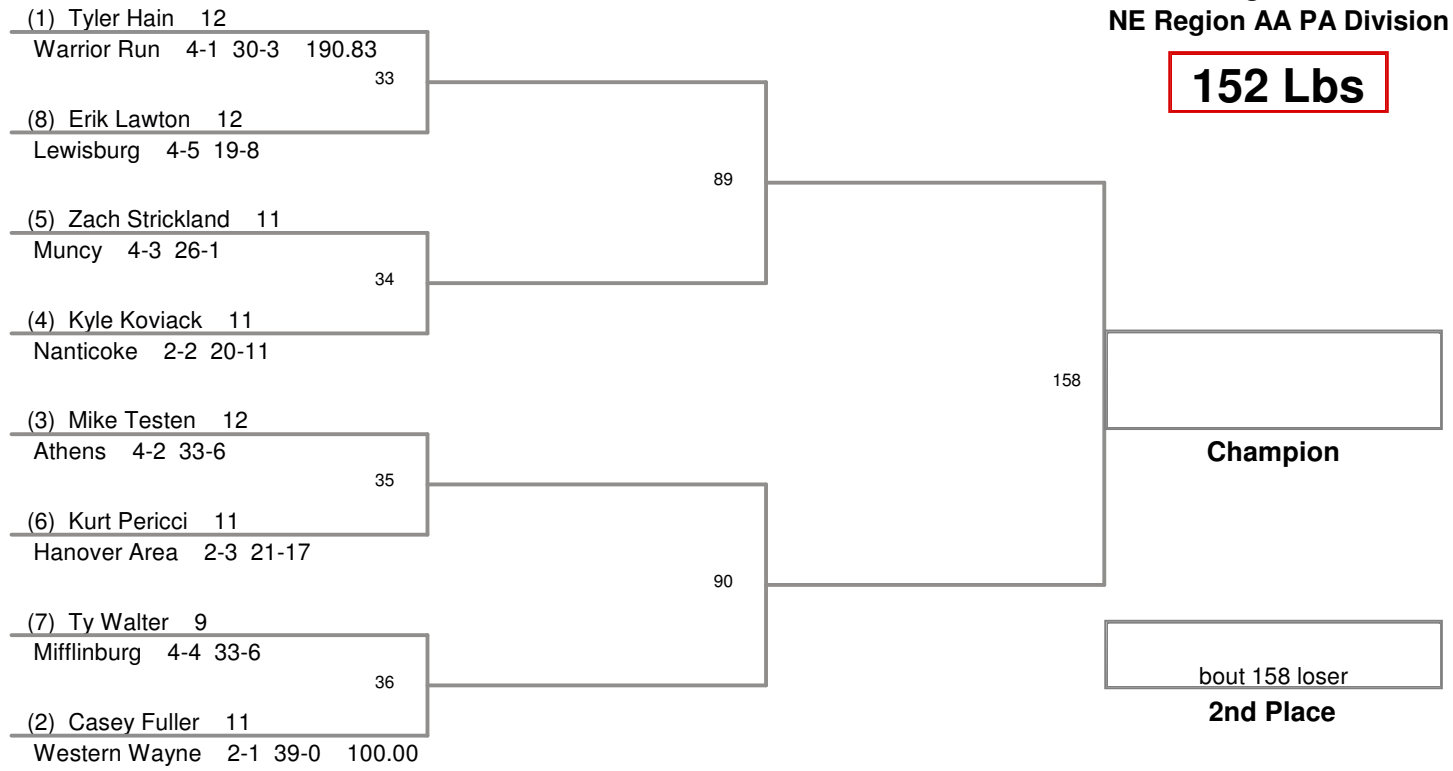 NE Region AA PA Division
152 Lbs
(1) Tyler Hain 12
Warrior Run 4-1 30-3 190.83
33
(8) Erik Lawton 12
Lewisburg 4-5 19-8
89
(5) Zach Strickland 11
Muncy 4-3 26-1
34
(4) Kyle Koviack 11
Nanticoke 2-2 20-11
158
(3) Mike Testen 12
Athens 4-2 33-6
Champion
35
(6) Kurt Pericci 11
Hanover Area 2-3 21-17
90
(7) Ty Walter 9
Mifflinburg 4-4 33-6
36
bout 158 loser
2nd Place
(2) Casey Fuller 11
Western Wayne 2-1 39-0 100.00